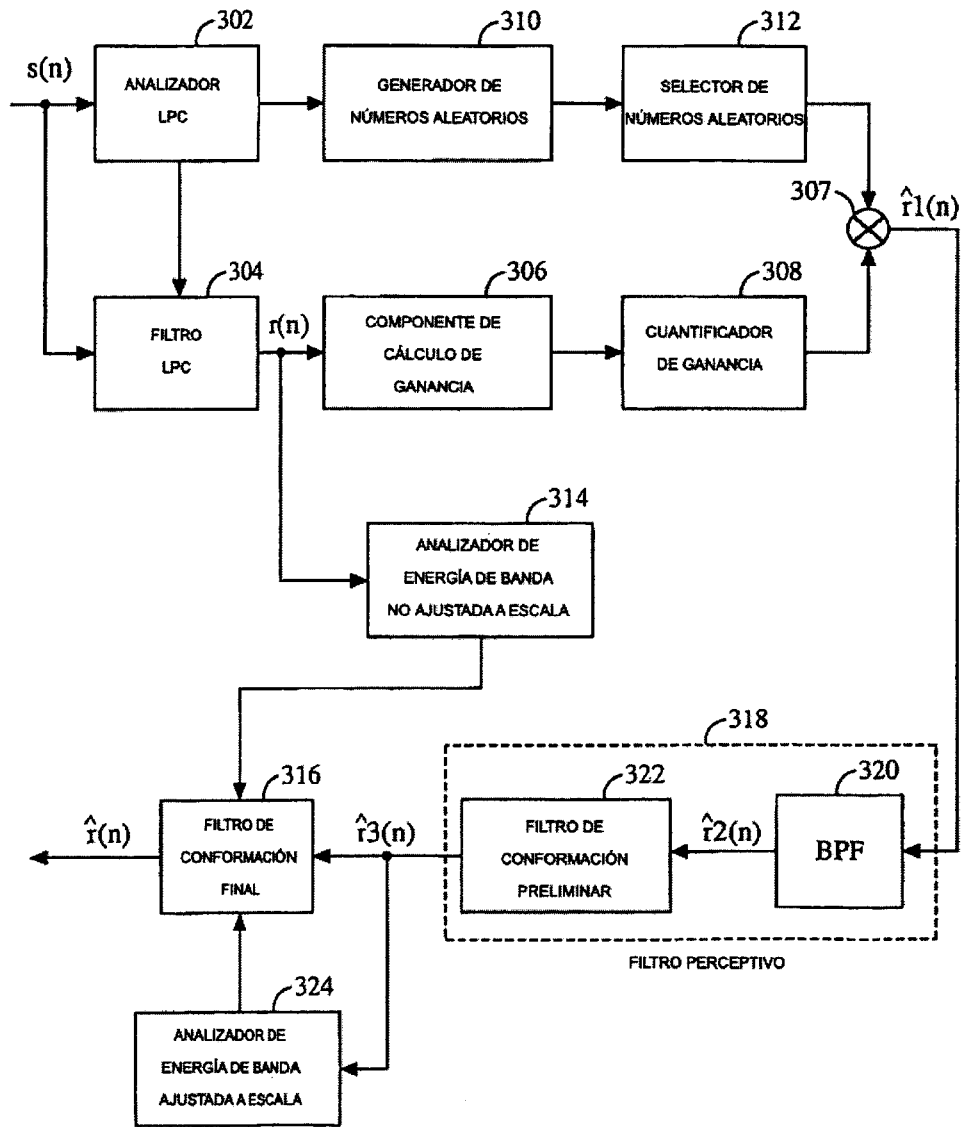 302
310
312
s(n)
ANALIZADOR
LPC
GENERADOR DE
NÚMEROS ALEATORIOS
SELECTOR DE
NÚMEROS ALEATORIOS
307
r̂1(n)
304
306
308
FILTRO
LPC
r(n)
COMPONENTE DE
CÁLCULO DE
GANANCIA
CUANTIFICADOR
DE GANANCIA
314
ANALIZADOR DE
ENERGÍA DE BANDA
NO AJUSTADA A ESCALA
318
316
322
320
r̂(n)
FILTRO DE
CONFORMACIÓN
FINAL
r̂3(n)
FILTRO DE
CONFORMACIÓN
PRELIMINAR
r̂2(n)
BPF
FILTRO PERCEPTIVO
324
ANALIZADOR DE
ENERGÍA DE BANDA
AJUSTADA A ESCALA